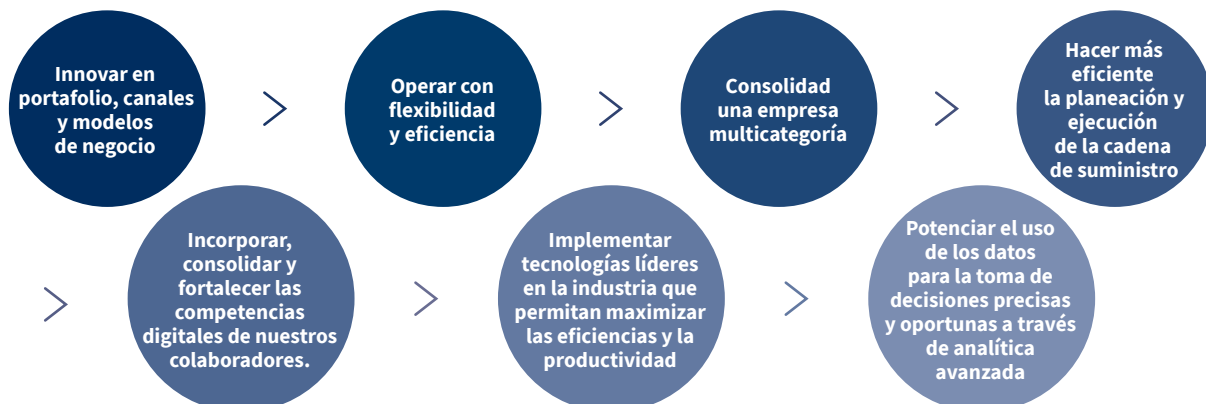 Innovar en
portafolio, canales
y modelos
de negocio
Operar con
flexibilidad
y eficiencia
Consolidad
una empresa
multicategoría
Hacer más
eficiente
la planeación y
ejecución
de la cadena
de suministro
Incorporar,
consolidar y
fortalecer las
competencias
digitales de nuestros
colaboradores.
Implementar
tecnologías líderes
en la industria que
permitan maximizar
las eficiencias y la
productividad
Potenciar el uso
de los datos
para la toma de
decisiones precisas
y oportunas a través
de analítica
avanzada